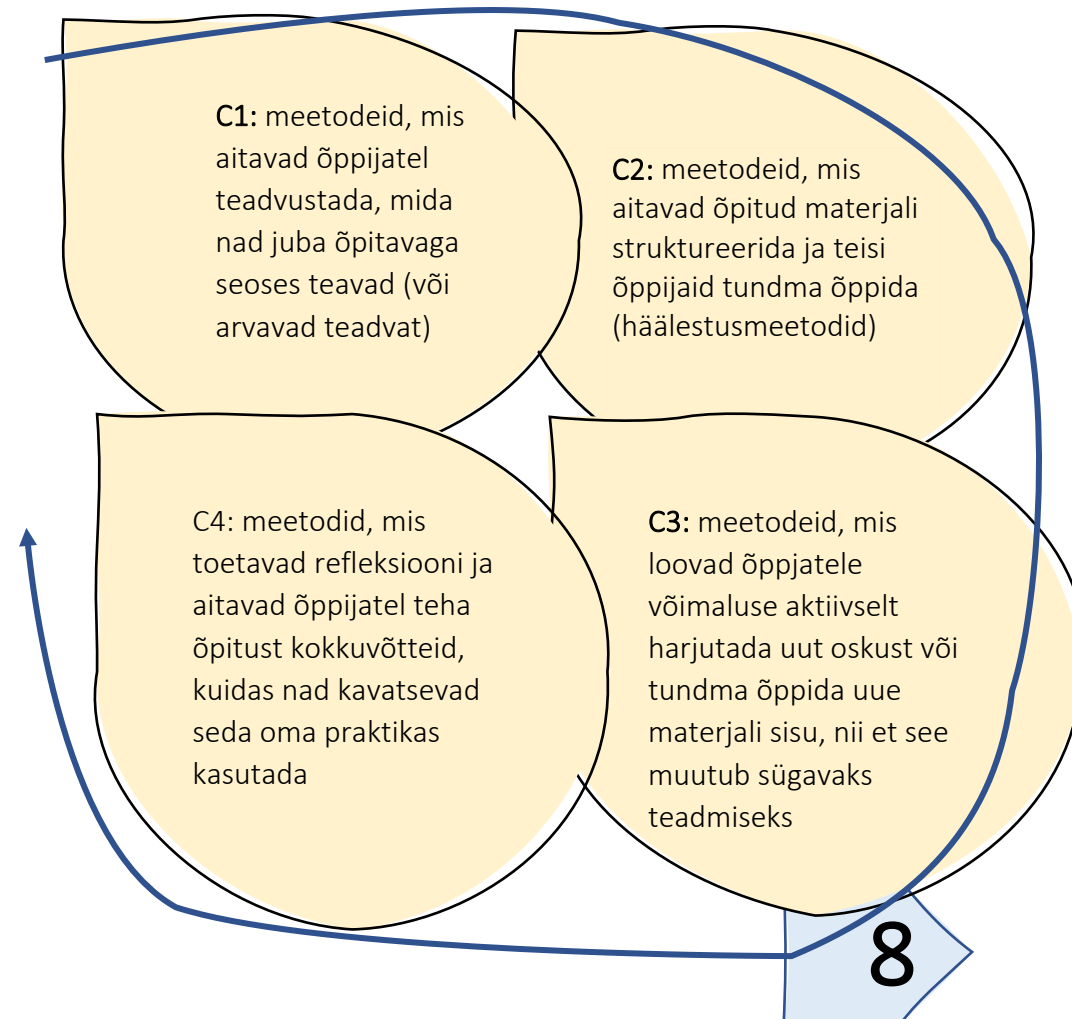 C1: meetodeid, mis
aitavad õppijatel
teadvustada, mida
nad juba õpitavaga
seoses teavad (või
arvavad teadvat)
C2: meetodeid, mis
aitavad õpitud materjali
struktureerida ja teisi
õppijaid tundma õppida
(häälestusmeetodid)
C3: meetodeid, mis
loovad õppjatele
võimaluse aktiivselt
harjutada uut oskust või
tundma õppida uue
materjali sisu, nii et see
muutub sügavaks
teadmiseks
C4: meetodid, mis
toetavad refleksiooni ja
aitavad õppijatel teha
õpitust kokkuvõtteid,
kuidas nad kavatsevad
seda oma praktikas
kasutada
8